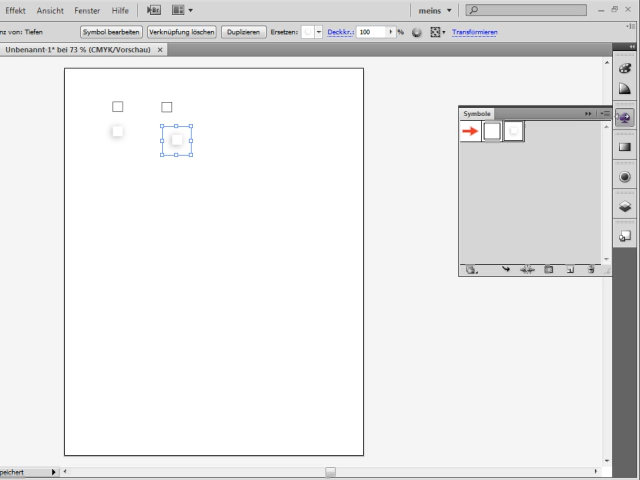 Effekt Ansicht Fenster Hilfe Br meins
nz von: Tiefen Symbol bearbeiten Verknüpfung löschen Duplizieren Ersetzen: Deckkr.: 100 % Transformieren
Unbenannt-1* bei 73 % (CMYK/Vorschau) ×
Symbole
peichert